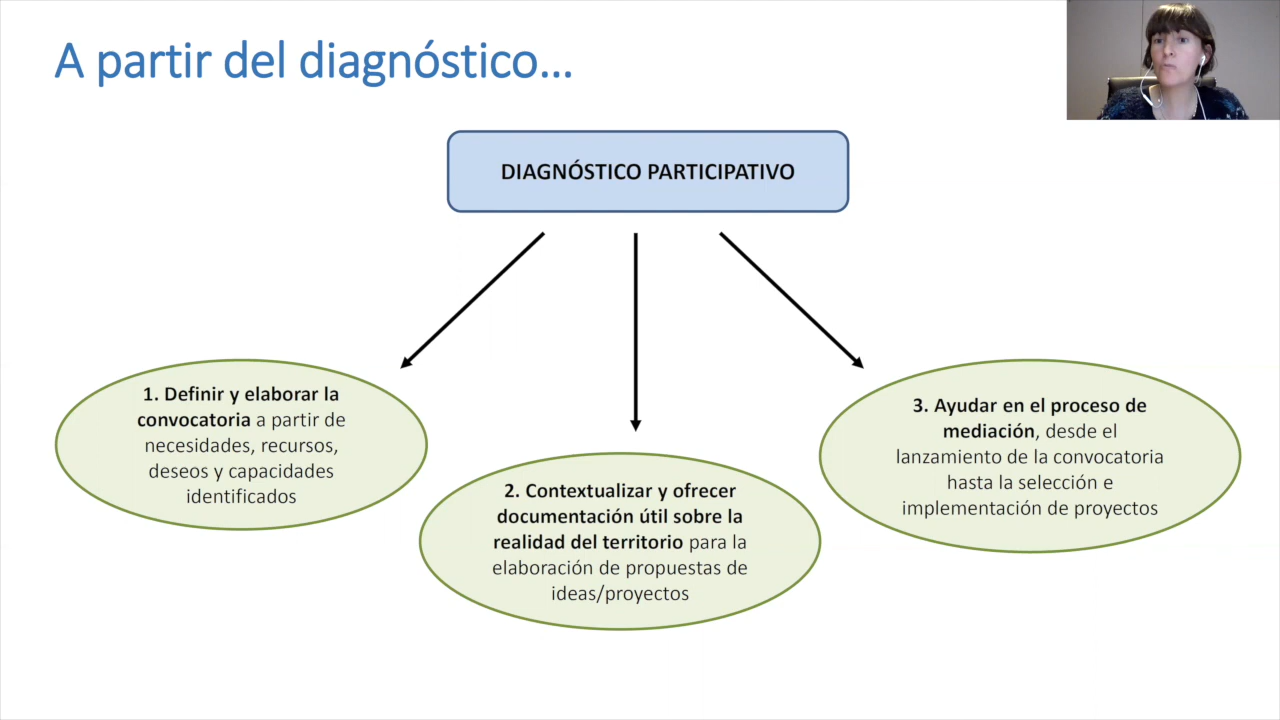 A partir del diagnóstico...
DIAGNÓSTICO PARTICIPATIVO
1. Definir y elaborar la
convocatoria a partir de
necesidades, recursos,
deseos y capacidades
identificados
2. Contextualizar y ofrecer
documentación útil sobre la
realidad del territorio para la
elaboración de propuestas de
ideas/proyectos
3. Ayudar en el proceso de
mediación, desde el
lanzamiento de la convocatoria
hasta la selección e
implementación de proyectos